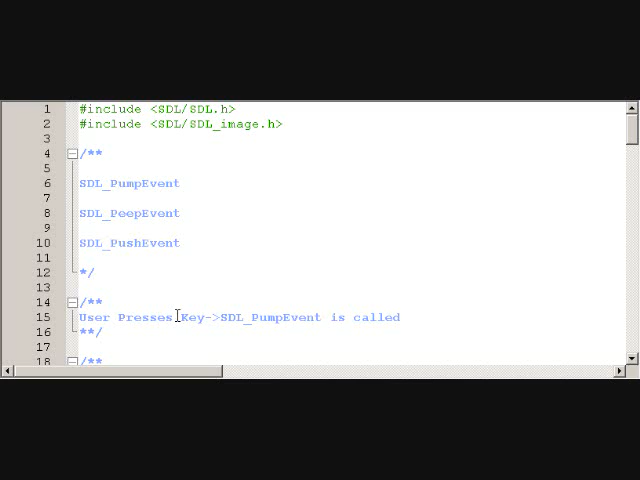 1 #include <SDL/SDL.h>
2 #include <SDL/SDL_image.h>
3
4 /**
5
6 SDL_PumpEvent
7
8 SDL_PeepEvent
9
10 SDL_PushEvent
11
12 */
13
14 /**
15 User Presses Key->SDL_PumpEvent is called
16 **/
17
18 /**